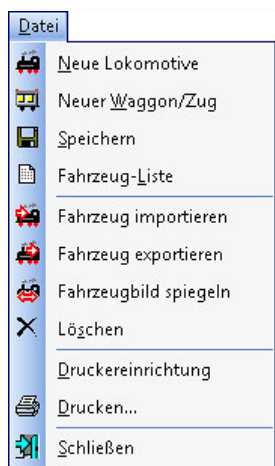 Datei
Neue Lokomotive
Neuer Waggon/Zug
Speichern
Fahrzeug-Liste
Fahrzeug importieren
Fahrzeug exportieren
Fahrzeugbild spiegeln
Löschen
Druckereinrichtung
Drucken...
Schließen